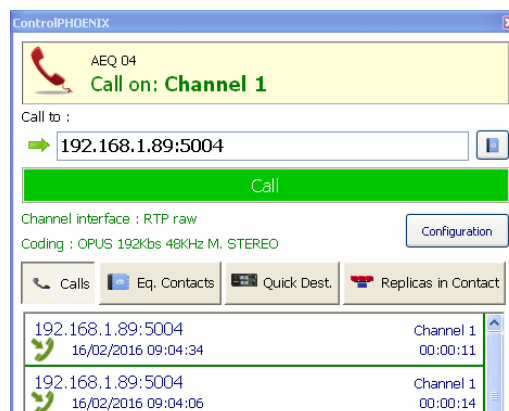 ControlPHOENIX
AEQ 04
Call on: Channel 1
Call to :
192.168.1.89:5004
Call
Channel interface : RTP raw
Coding : OPUS 192Kbs 48KHz M. STEREO
Configuration
Calls Eq. Contacts Quick Dest. Replicas in Contact
192.168.1.89:5004 Channel 1
16/02/2016 09:04:34 00:00:11
192.168.1.89:5004 Channel 1
16/02/2016 09:04:06 00:00:14